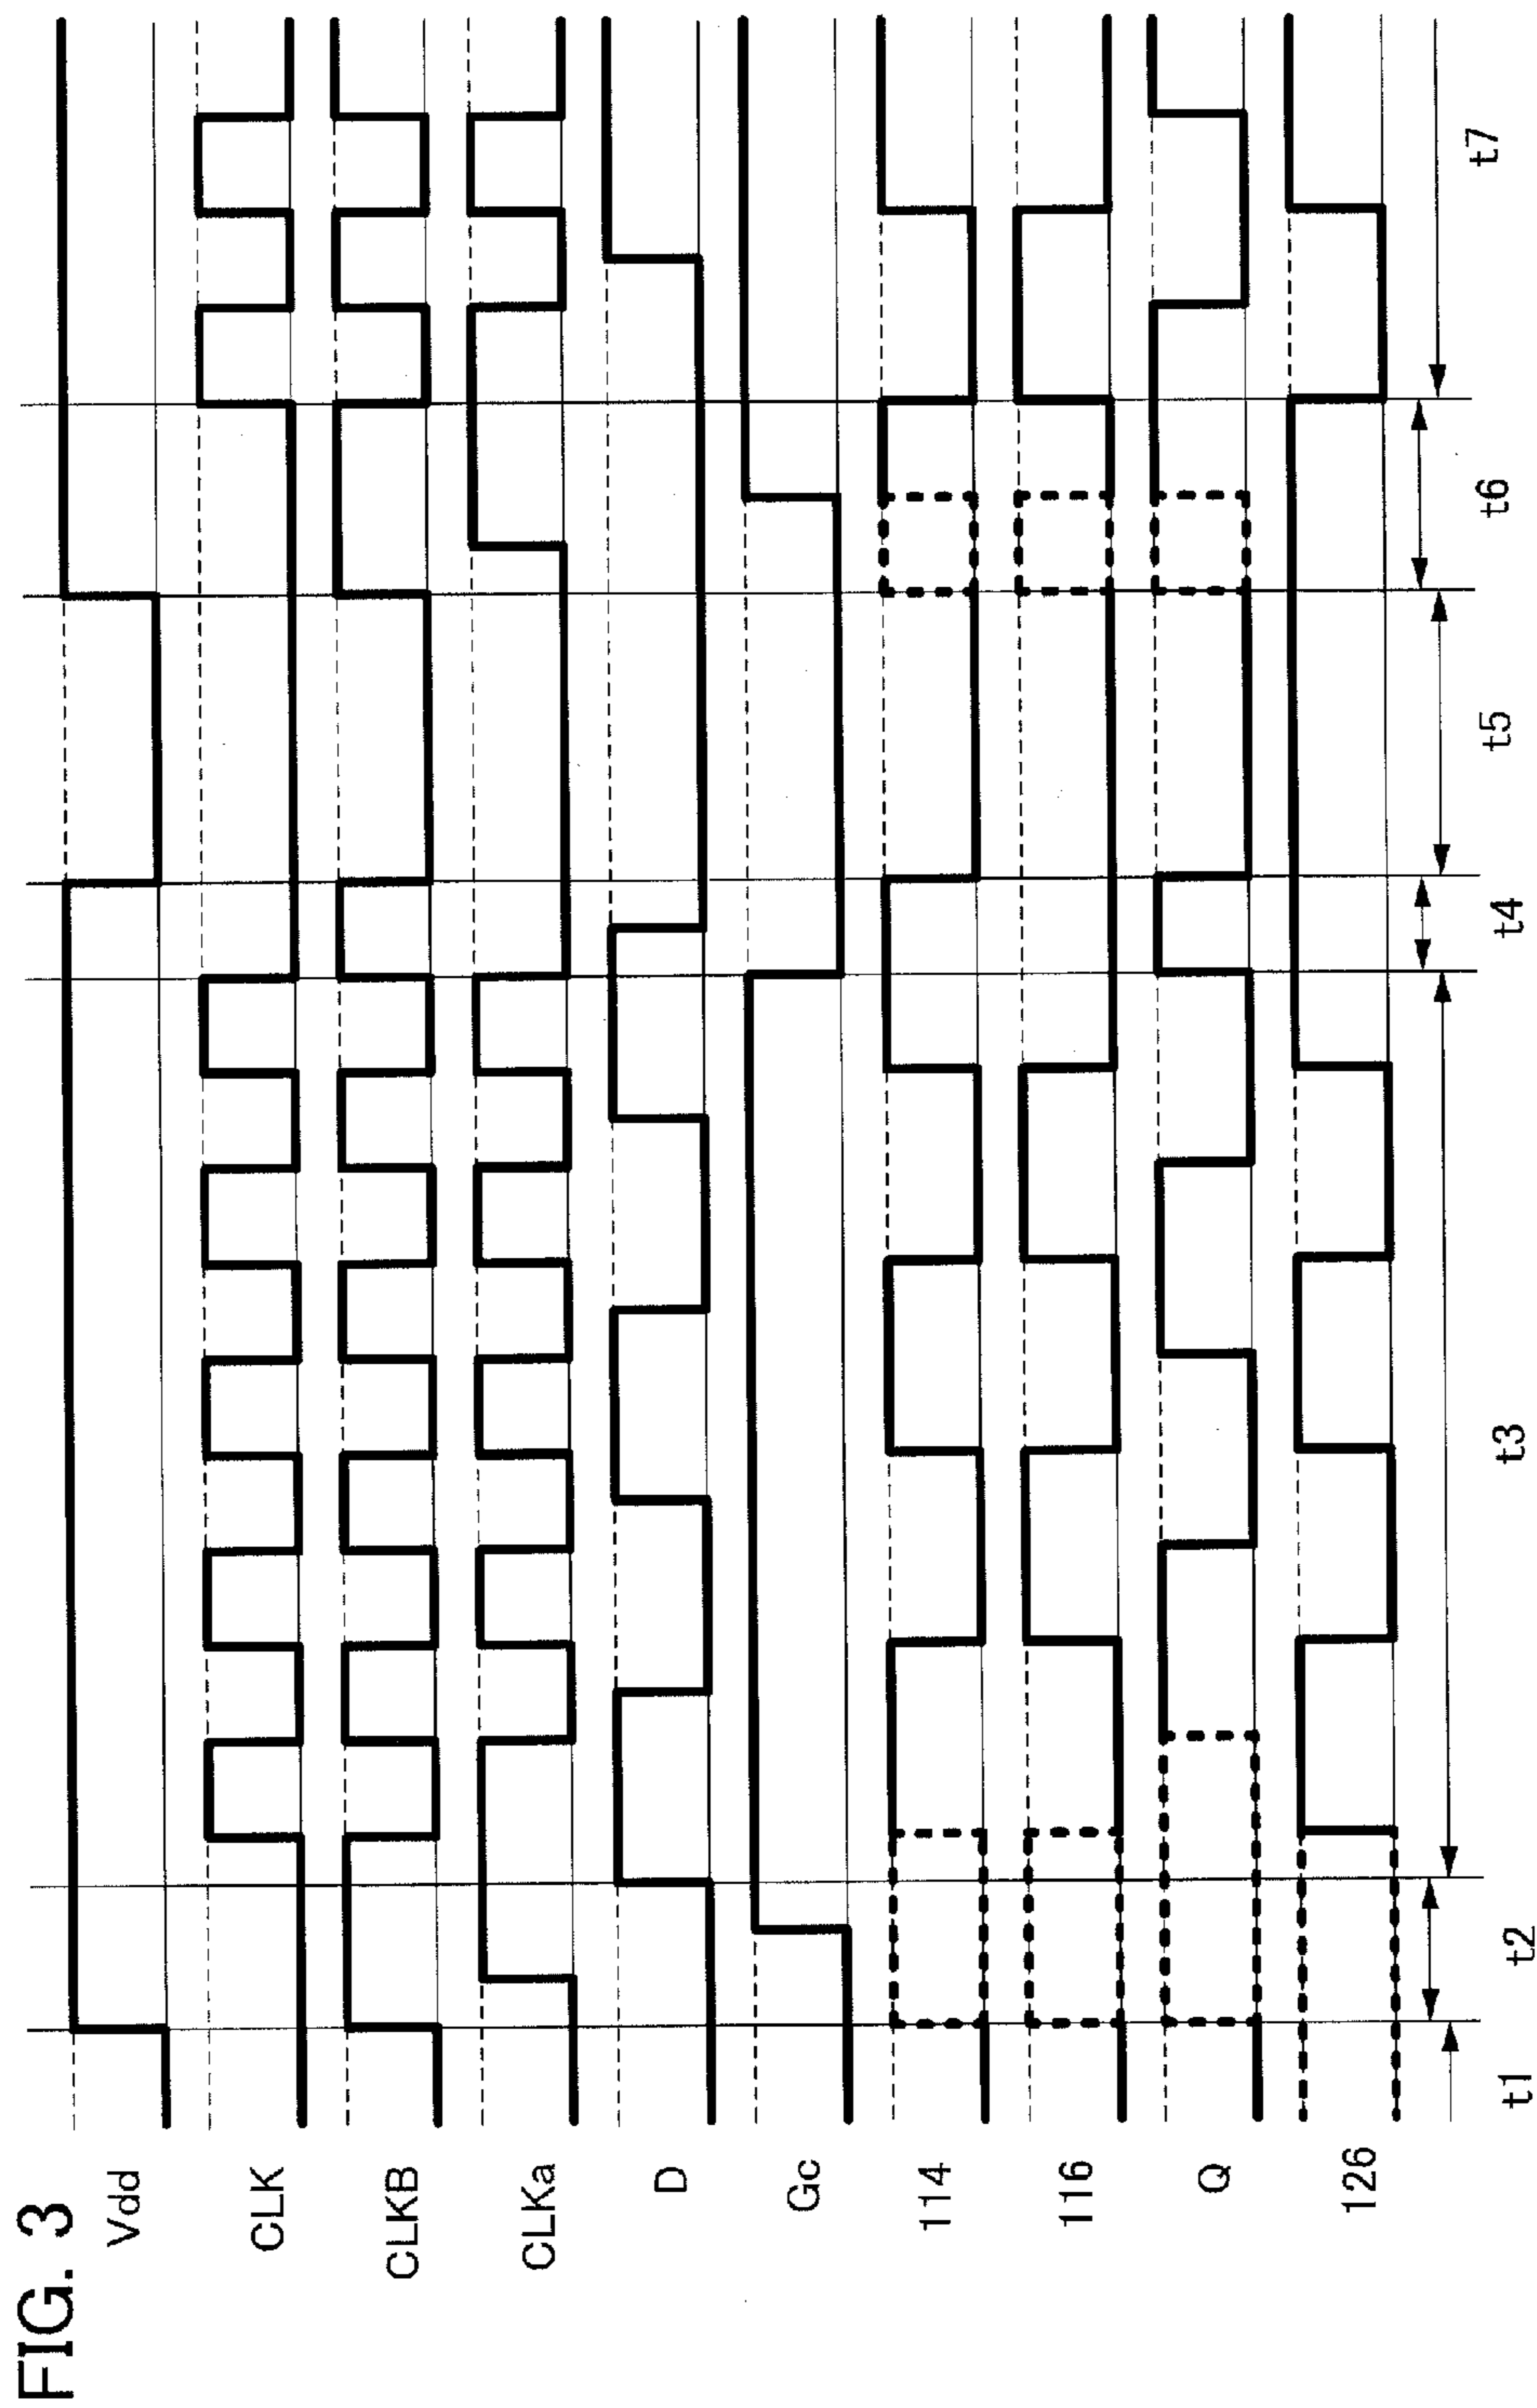 FIG. 3
Vdd
CLK
CLKB
CLKa
D
Gc
114
116
Q
126
t1
t2
t3
t4
t5
t6
t7